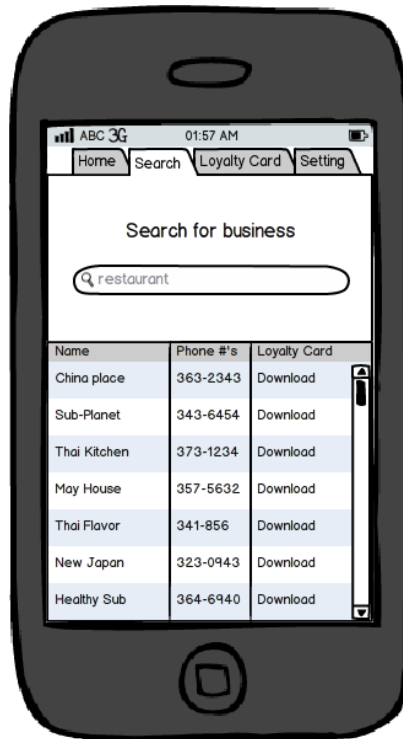 ABC 3G 01:57 AM
Home Search Loyalty Card Setting
Search for business
restaurant
Name Phone #'s Loyalty Card
China place 363-2343 Download
Sub-Planet 343-6454 Download
Thai Kitchen 373-1234 Download
May House 357-5632 Download
Thai Flavor 341-856 Download
New Japan 323-0943 Download
Healthy Sub 364-6940 Download